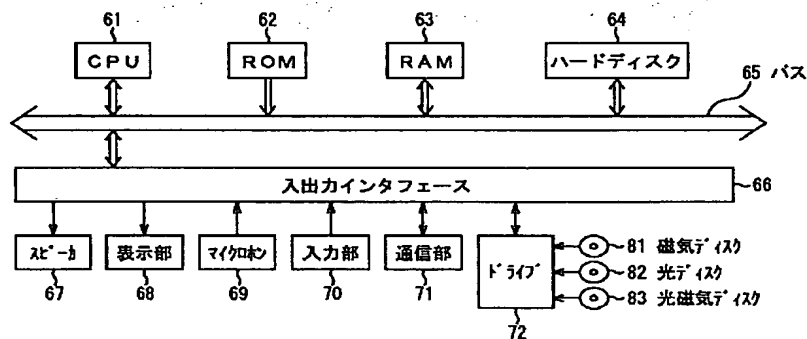 61
62
63
64
CPU
ROM
RAM
ハードディスク
65 バス
入出力インタフェース
66
スピーカ
表示部
マイクロホン
入力部
通信部
ドライブ
81 磁気ディスク
82 光ディスク
83 光磁気ディスク
67
68
69
70
71
72